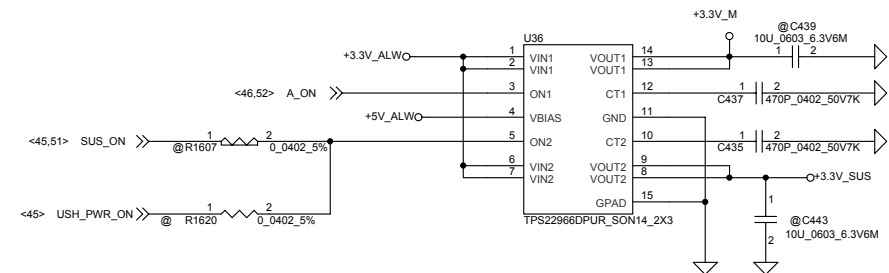 +3.3V_M
@C439
10U_0603_6.3V6M
1 2
U36
+3.3V_ALW
1 VIN1 VOUT1 14
2 VIN1 VOUT1 13
<46,52> A_ON 3 ON1 CT1 12
1 2
C437 470P_0402_50V7K
+5V_ALW 4 VBIAS GND 11
<45,51> SUS_ON 1 2 5 ON2 CT2 10
@R1607 0_0402_5%
1 2
C435 470P_0402_50V7K
6 VIN2 VOUT2 9
7 VIN2 VOUT2 8
+3.3V_SUS
GPAD 15
<45> USH_PWR_ON 1 2
@ R1620 0_0402_5%
TPS22966DPUR_SON14_2X3
1
@C443
10U_0603_6.3V6M
2